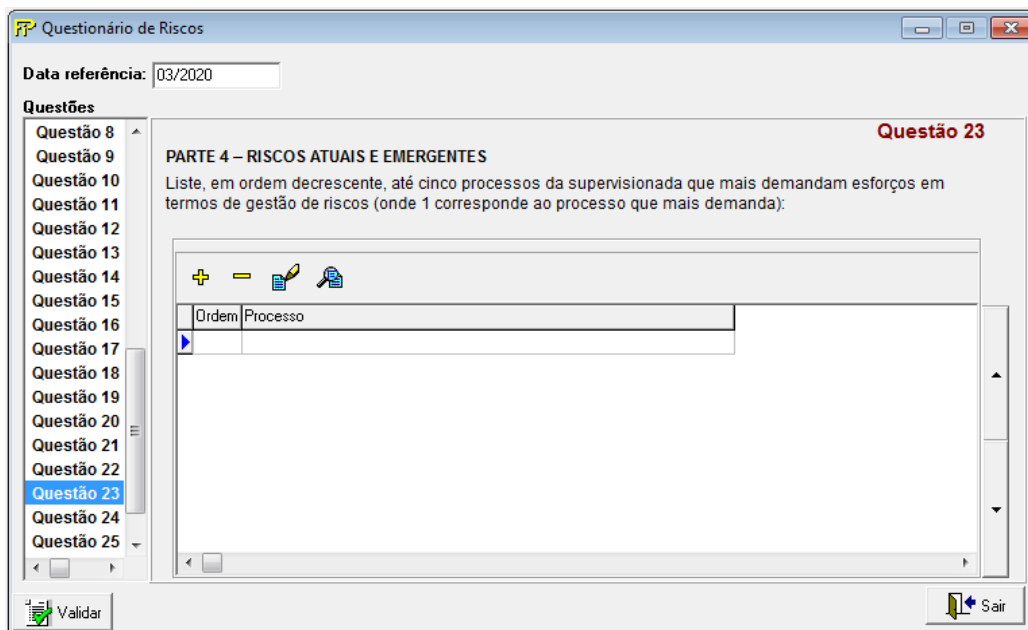 Questionário de Riscos
Data referência: 03/2020
Questões
Questão 8
Questão 9
Questão 10
Questão 11
Questão 12
Questão 13
Questão 14
Questão 15
Questão 16
Questão 17
Questão 18
Questão 19
Questão 20
Questão 21
Questão 22
Questão 23
Questão 24
Questão 25
Questão 23
PARTE 4 – RISCOS ATUAIS E EMERGENTES
Liste, em ordem decrescente, até cinco processos da supervisionada que mais demandam esforços em
termos de gestão de riscos (onde 1 corresponde ao processo que mais demanda):
Ordem Processo
Validar
Sair